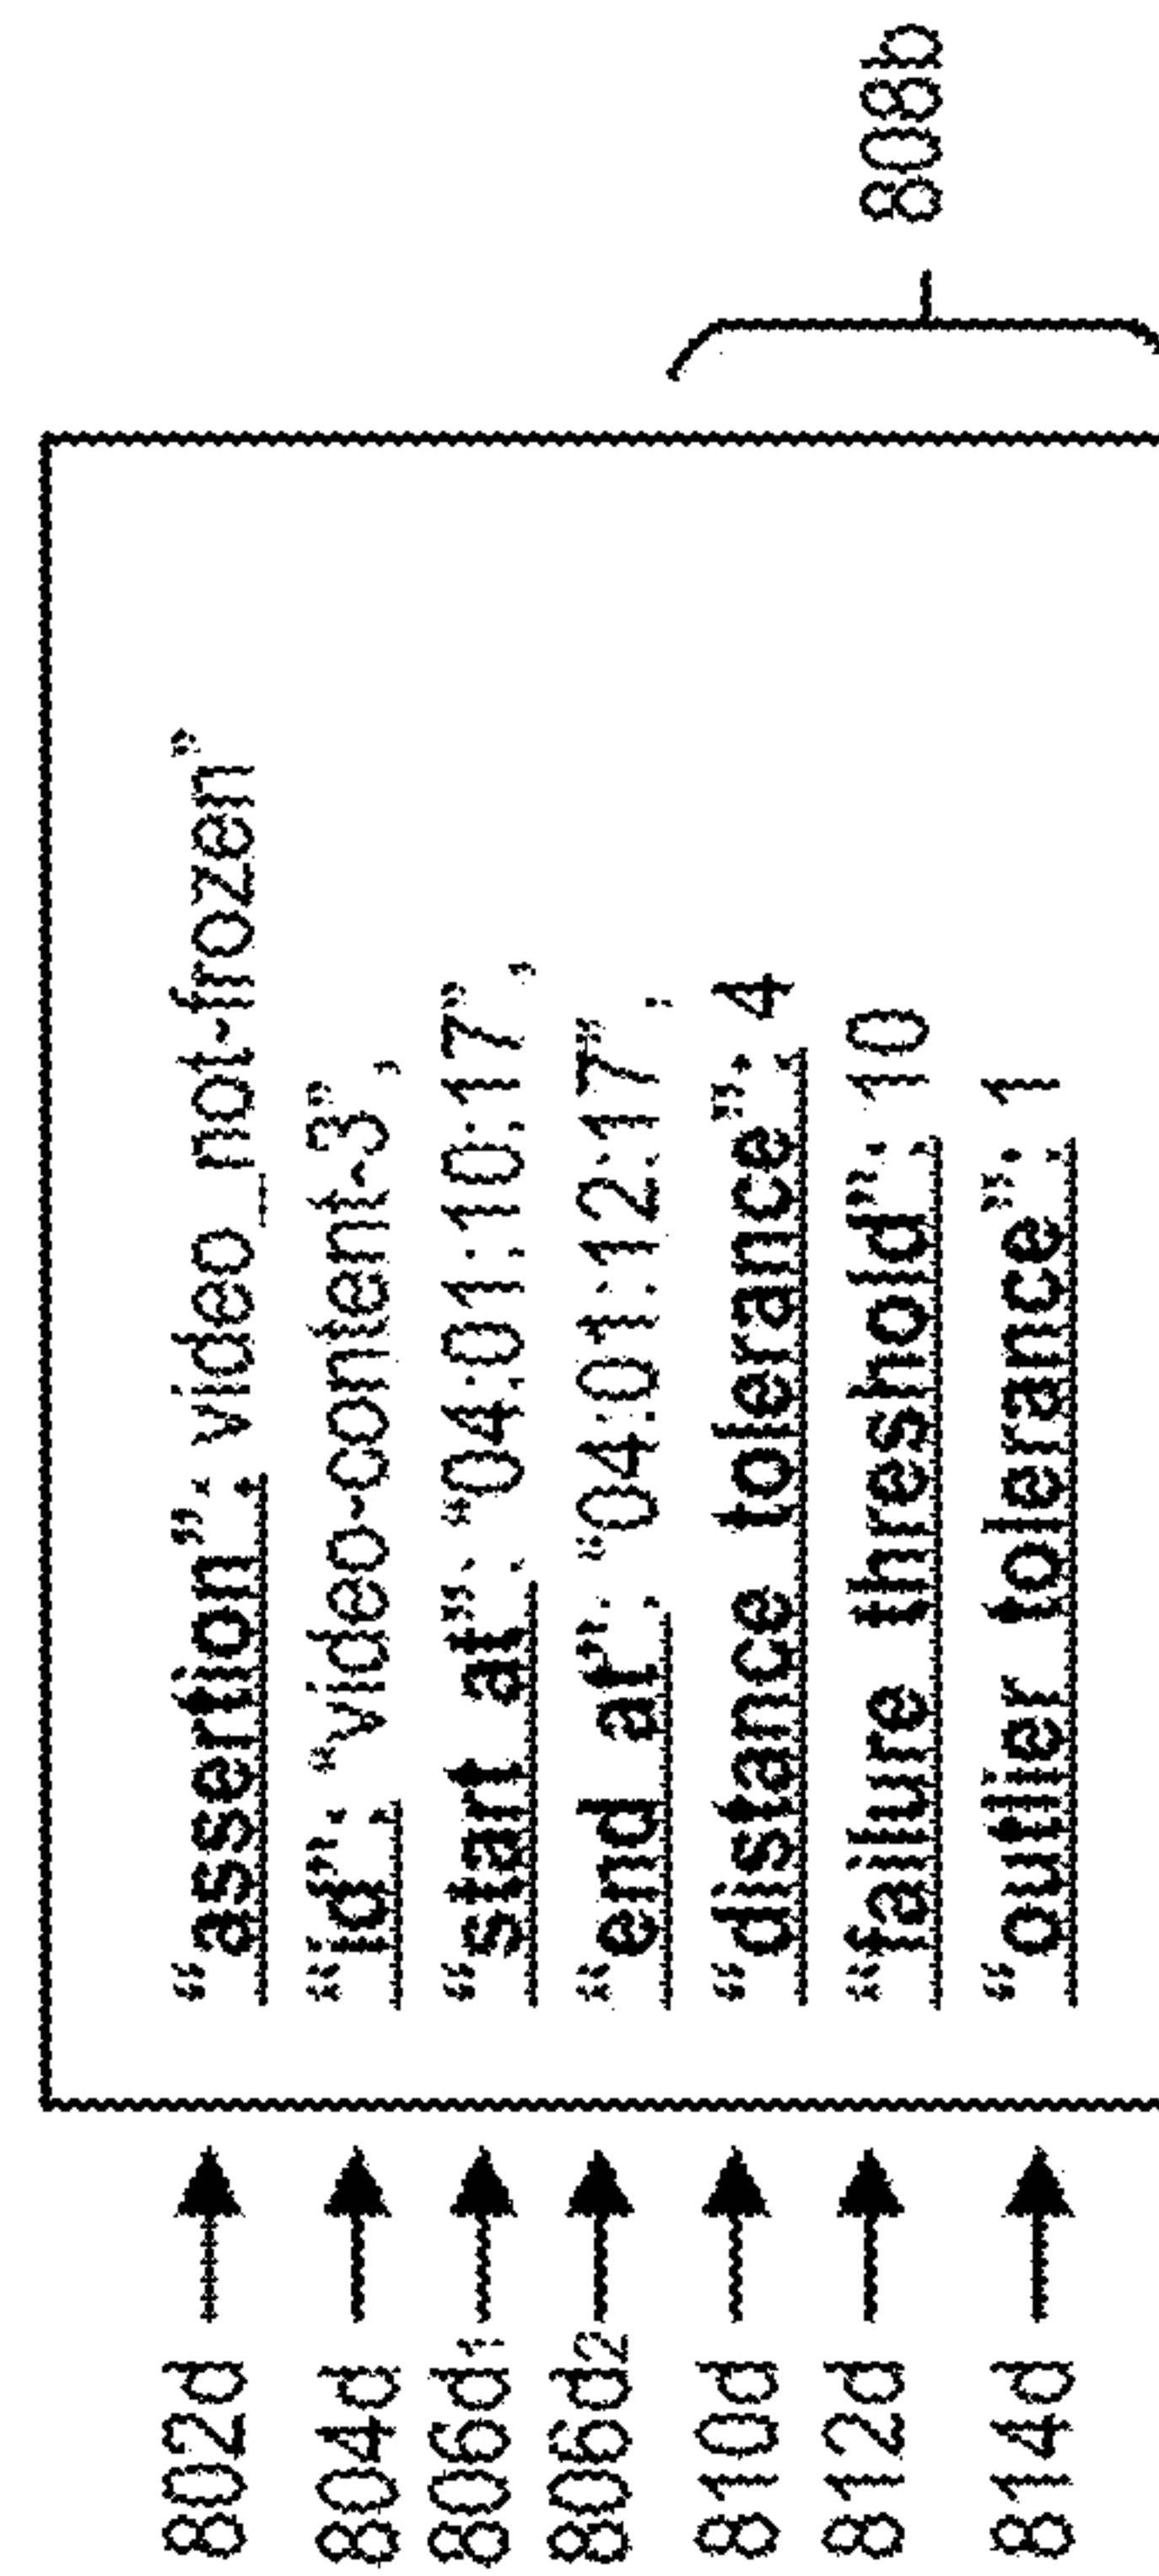 802d “assertion”: video_not-frozen”
804d “id”: “video-content-3”,
806d₁ “start at”: “04:01:10:17”,
806d₂ “end at”: “04:01:12:17”,
810d “distance tolerance”: 4
812d “failure threshold”: 10
814d “outlier tolerance”: 1
808b